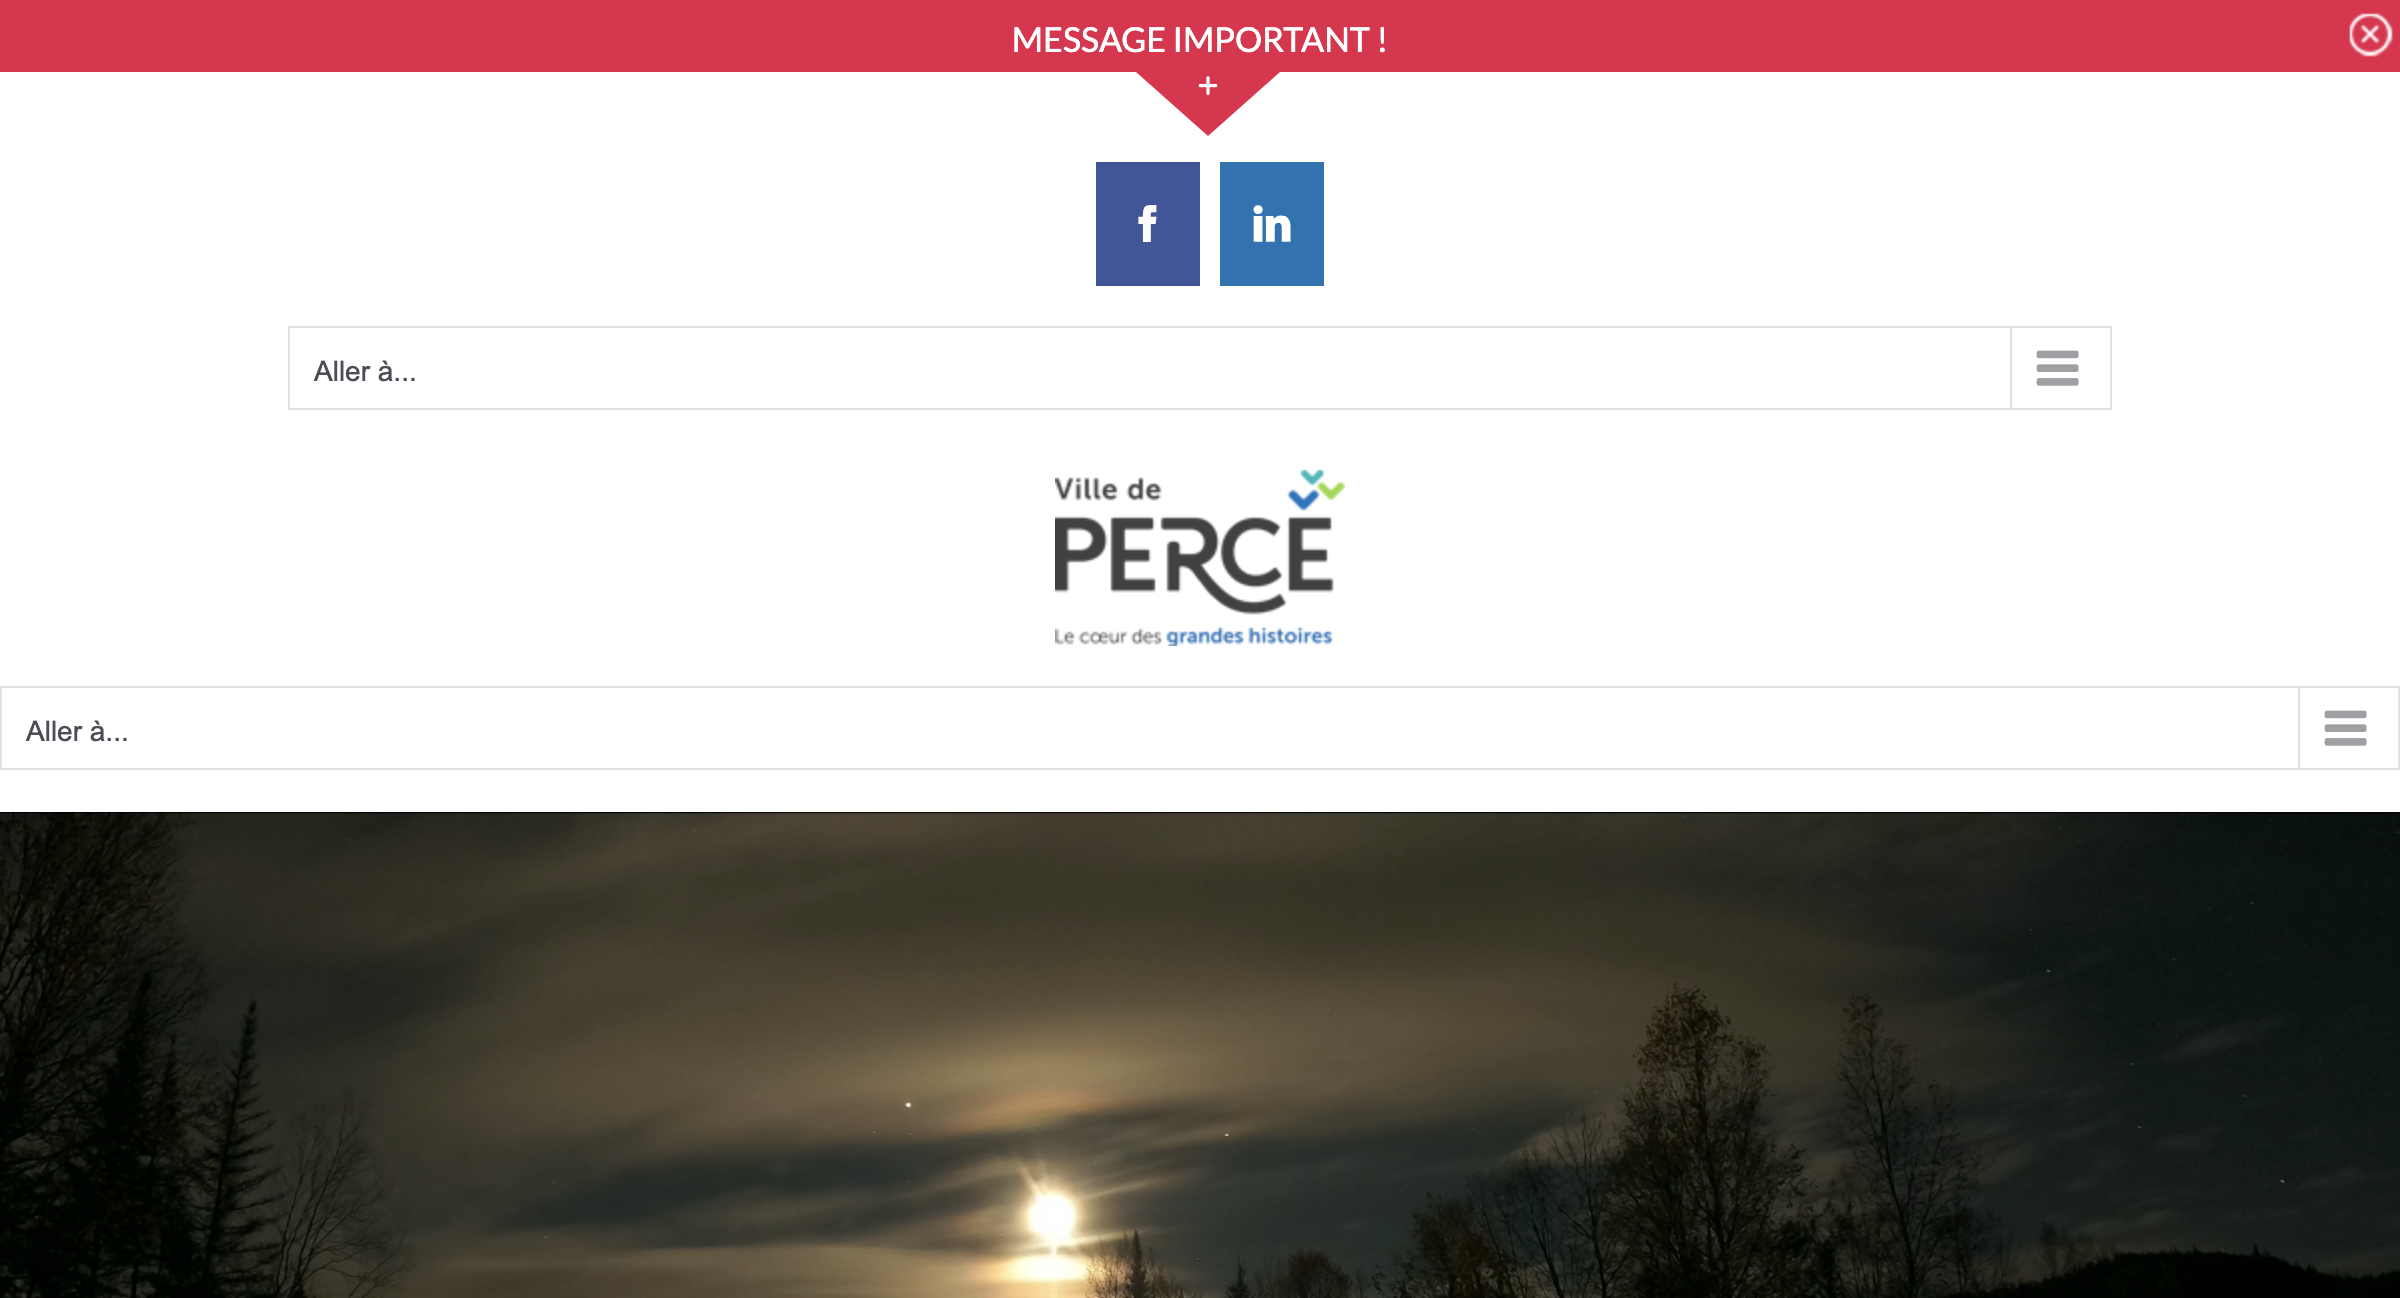 MESSAGE IMPORTANT !
+
f
in
Aller à...
Ville de
PERCÉ
Le cœur des grandes histoires
Aller à...